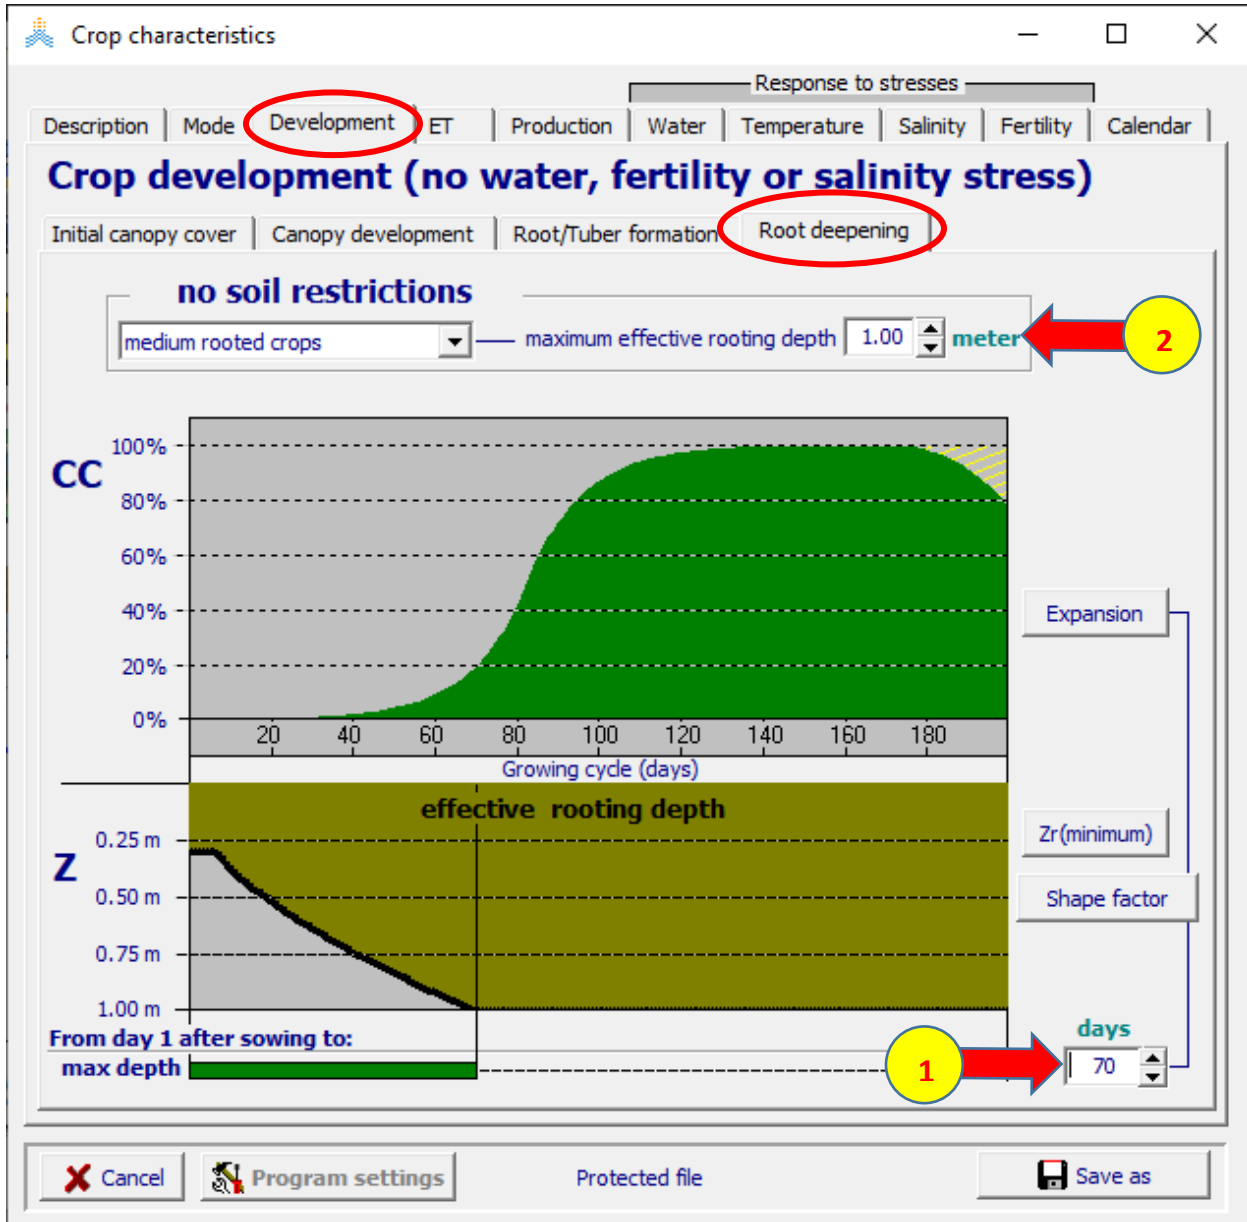 Crop characteristics
Response to stresses
Description Mode Development ET Production Water Temperature Salinity Fertility Calendar
Crop development (no water, fertility or salinity stress)
Initial canopy cover Canopy development Root/Tuber formation Root deepening
no soil restrictions
medium rooted crops maximum effective rooting depth 1.00 meter 2
CC
100%
80%
60%
40%
20%
0%
Expansion
20 40 60 80 100 120 140 160 180
Growing cycle (days)
effective rooting depth
Z
0.25 m
0.50 m
0.75 m
1.00 m
Zr(minimum)
Shape factor
From day 1 after sowing to:
days
max depth
1
70
Cancel Program settings Protected file Save as